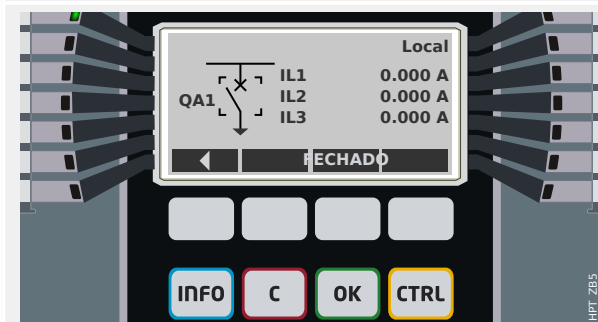 Local
IL1 0.000 A
QA1 IL2 0.000 A
IL3 0.000 A
FECHADO
INFO C OK CTRL
HPT_ZB5